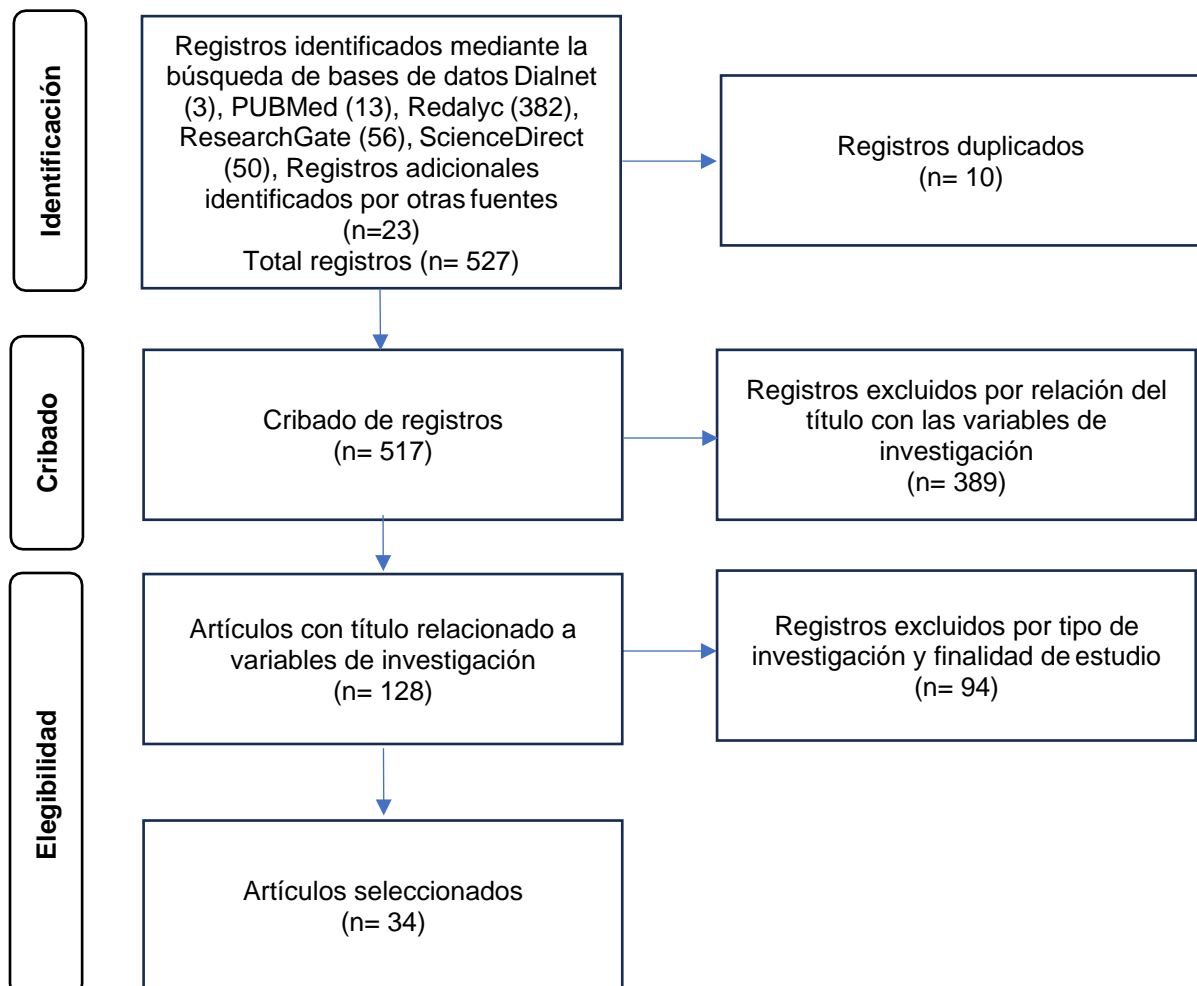 Identificación
Registros identificados mediante la
búsqueda de bases de datos Dialnet
(3), PUBMed (13), Redalyc (382),
ResearchGate (56), ScienceDirect
(50), Registros adicionales
identificados por otras fuentes
(n=23)
Total registros (n= 527)
Registros duplicados
(n= 10)
Cribado
Cribado de registros
(n= 517)
Registros excluidos por relación del
título con las variables de
investigación
(n= 389)
Elegibilidad
Artículos con título relacionado a
variables de investigación
(n= 128)
Registros excluidos por tipo de
investigación y finalidad de estudio
(n= 94)
Artículos seleccionados
(n= 34)